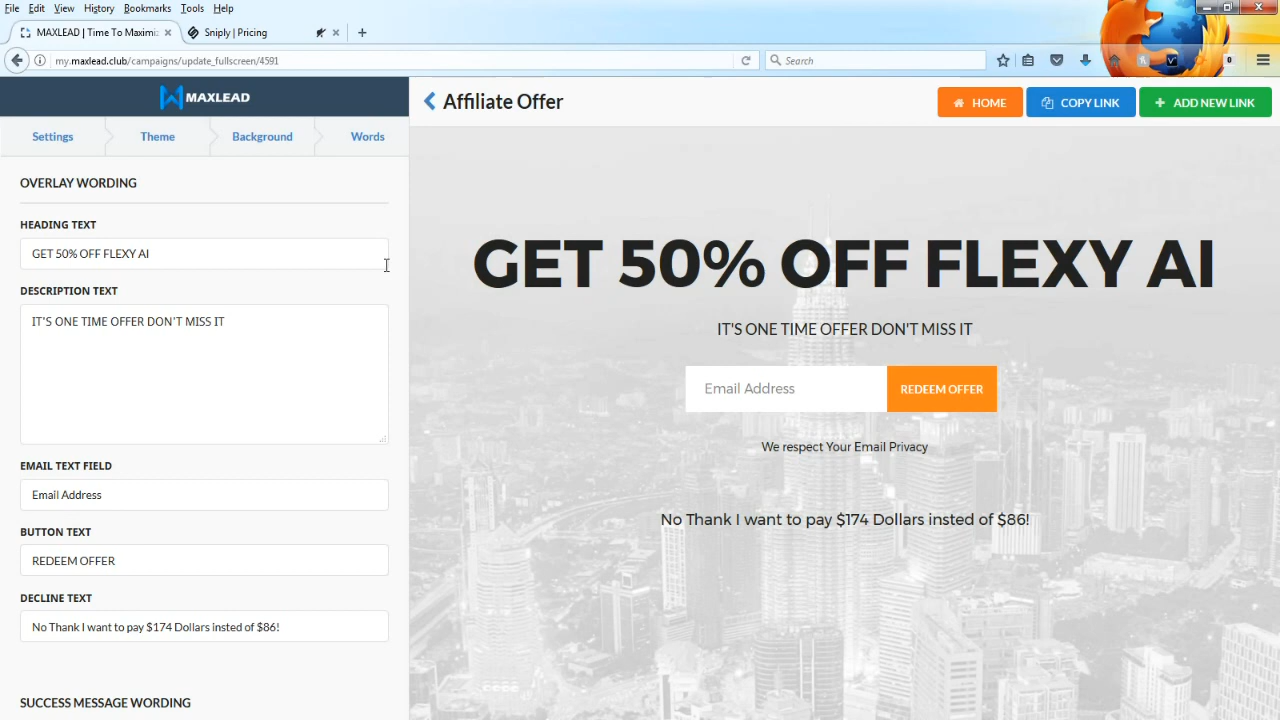 File Edit View History Bookmarks Tools Help
MAXLEAD | Time To Maximi
Sniply | Pricing
my.maxlead.club/campaigns/update_fullscreen/4591
Search
0
MAXLEAD
Affiliate Offer
HOME
COPY LINK
ADD NEW LINK
Settings
Theme
Background
Words
OVERLAY WORDING
HEADING TEXT
GET 50% OFF FLEXY AI
DESCRIPTION TEXT
IT'S ONE TIME OFFER DON'T MISS IT
EMAIL TEXT FIELD
Email Address
BUTTON TEXT
REDEEM OFFER
DECLINE TEXT
No Thank I want to pay $174 Dollars insted of $86!
SUCCESS MESSAGE WORDING
GET 50% OFF FLEXY AI
IT'S ONE TIME OFFER DON'T MISS IT
Email Address
REDEEM OFFER
We respect Your Email Privacy
No Thank I want to pay $174 Dollars insted of $86!